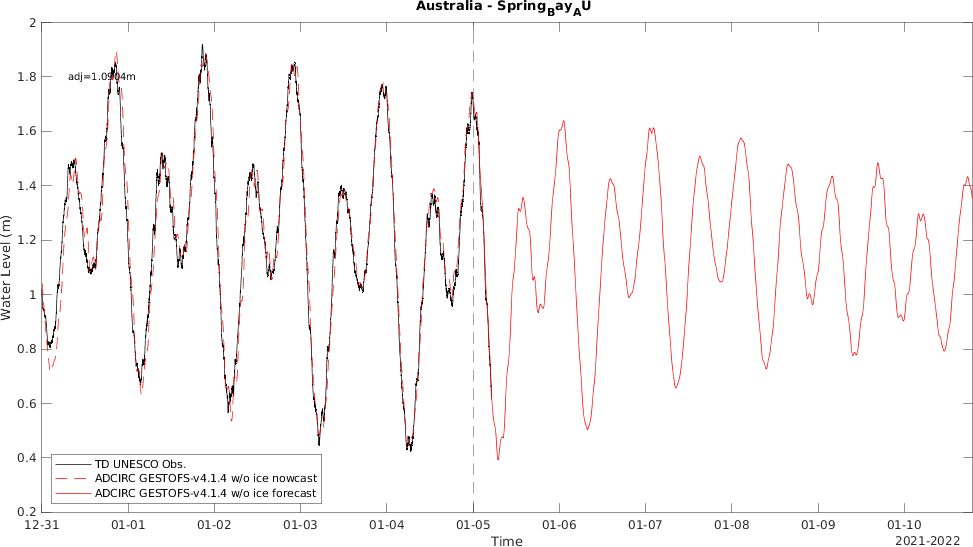 Australia - SpringBayAU
2
1.8
1.6
1.4
1.2
1
0.8
0.6
0.4
0.2
Water Level (m)
adj=1.0904m
TD UNESCO Obs.
ADCIRC GESTOFS-v4.1.4 w/o ice nowcast
ADCIRC GESTOFS-v4.1.4 w/o ice forecast
12-31 01-01 01-02 01-03 01-04 01-05 01-06 01-07 01-08 01-09 01-10
Time
2021-2022